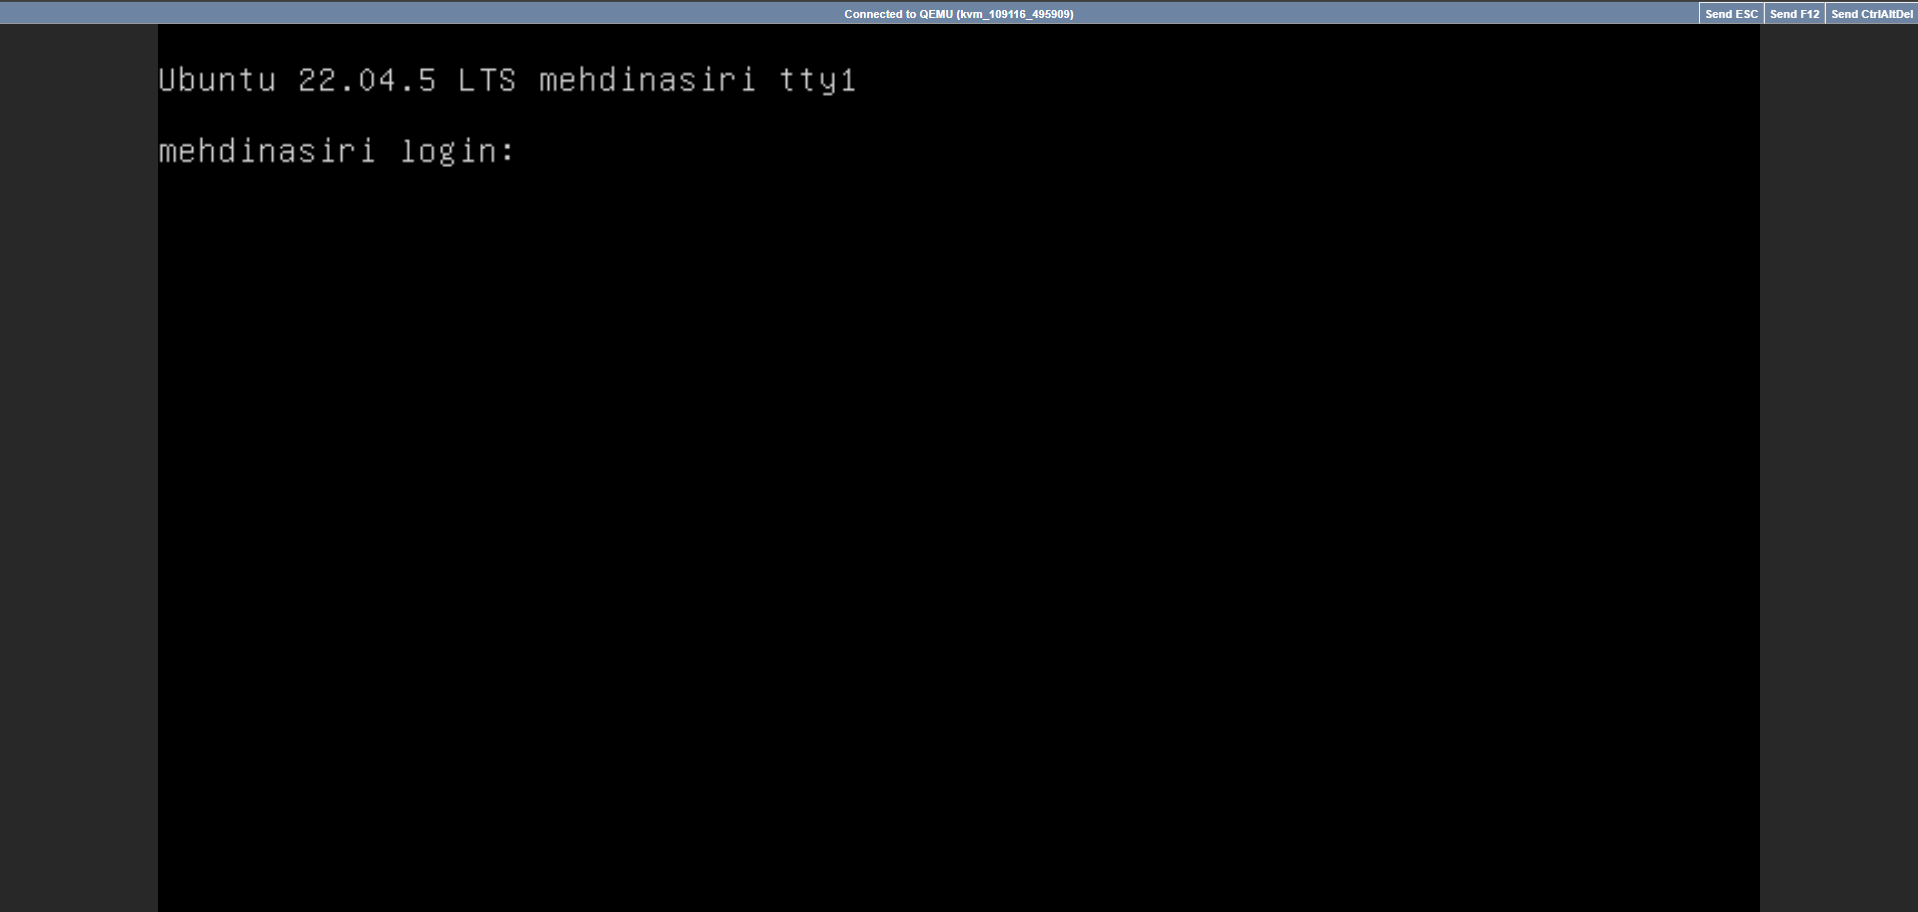 Connected to QEMU (kvm_109116_495909)
Send ESC
Send F12
Send CtrlAltDel
Ubuntu 22.04.5 LTS mehdinasiri tty1
mehdinasiri login: